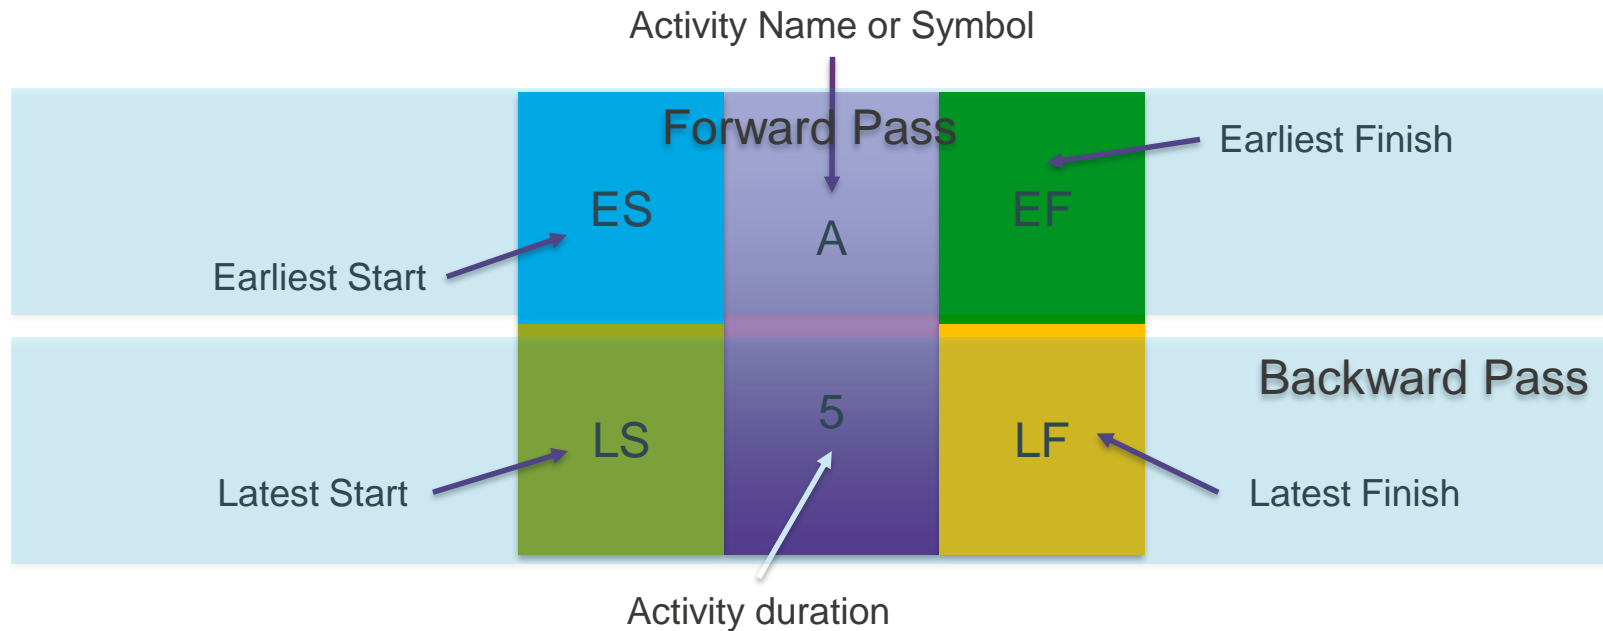 Activity Name or Symbol
Forward Pass
Earliest Finish
ES
EF
A
Earliest Start
Backward Pass
5
LS
LF
Latest Start
Latest Finish
Activity duration